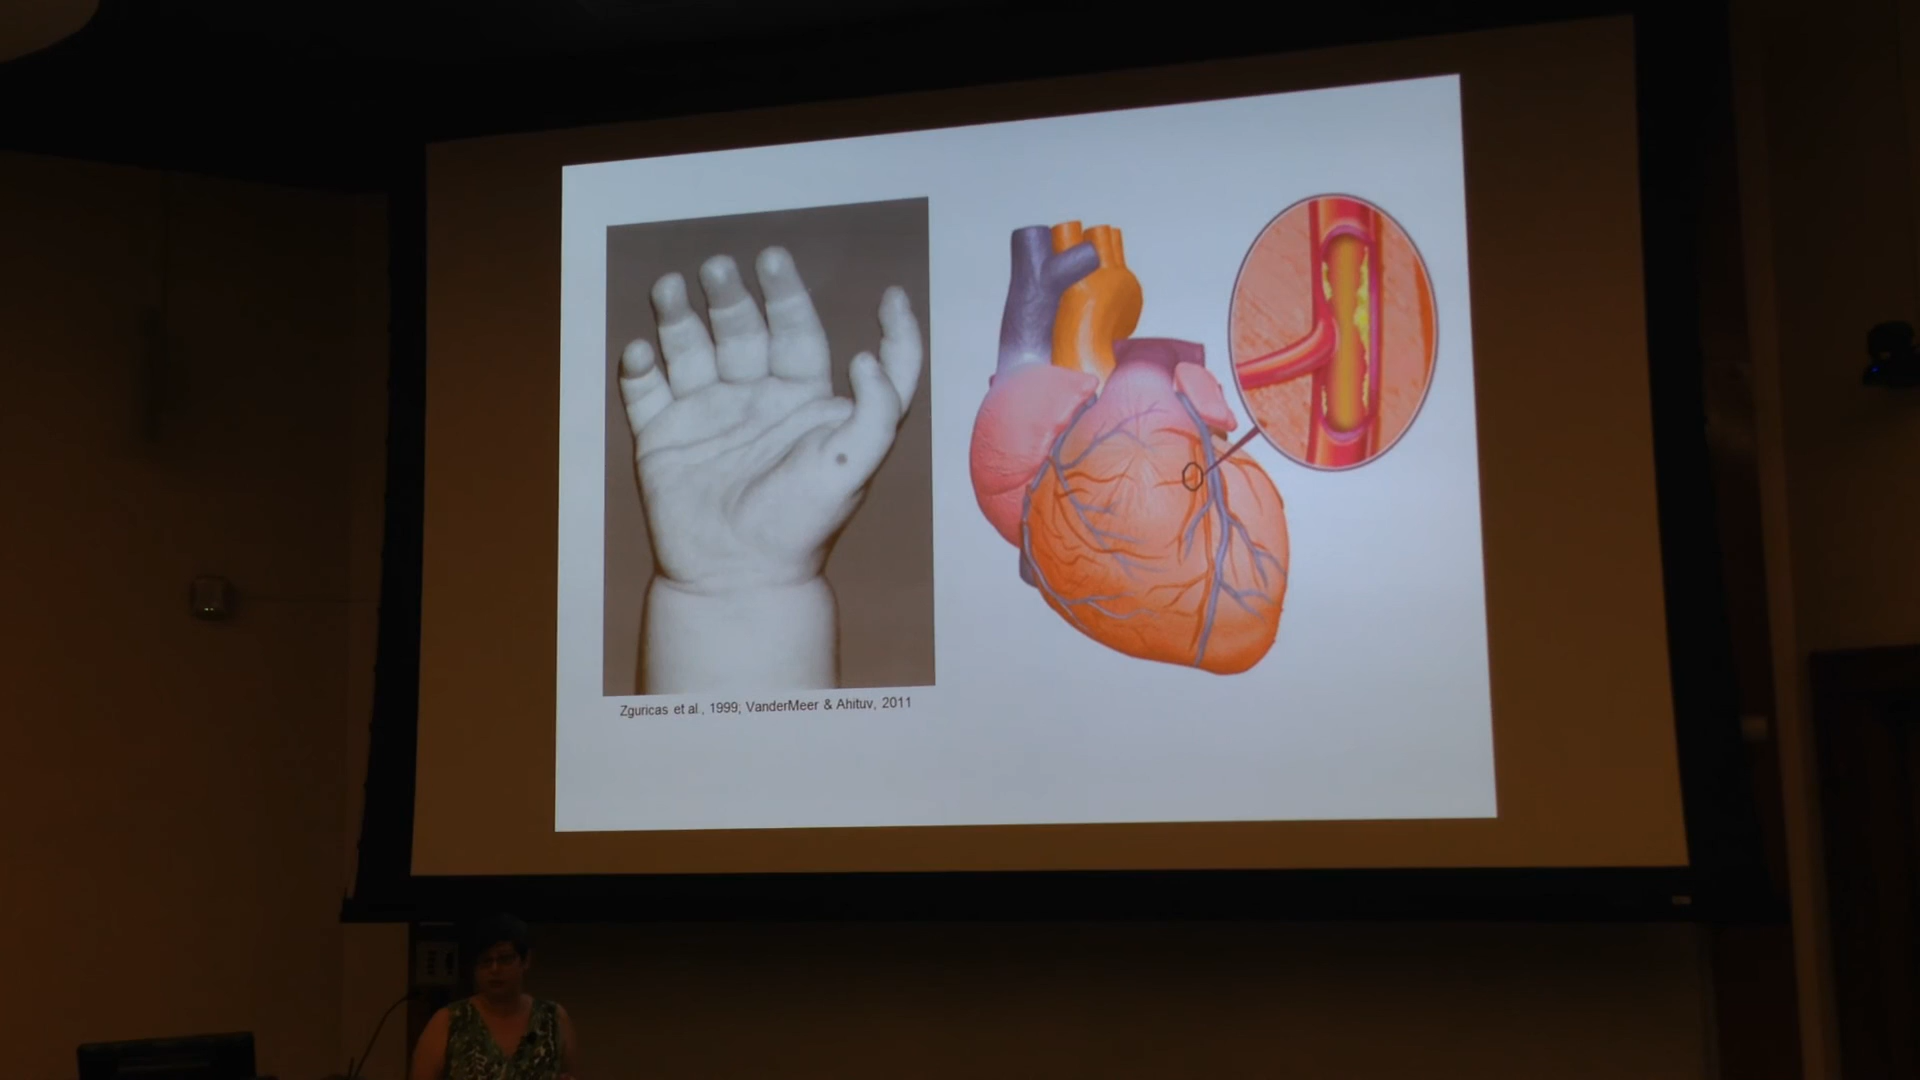 Zguricas et al., 1999; VanderMeer & Ahituv, 2011